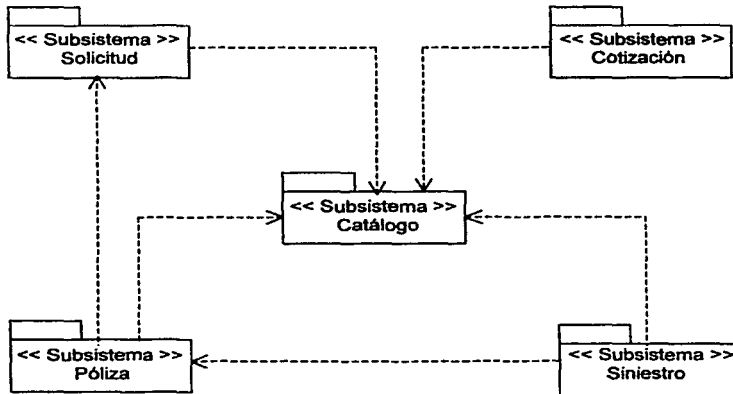 << Subsistema >>
Solicitud
<< Subsistema >>
Cotización
<< Subsistema >>
Catálogo
<< Subsistema >>
Póliza
<< Subsistema >>
Siniestro